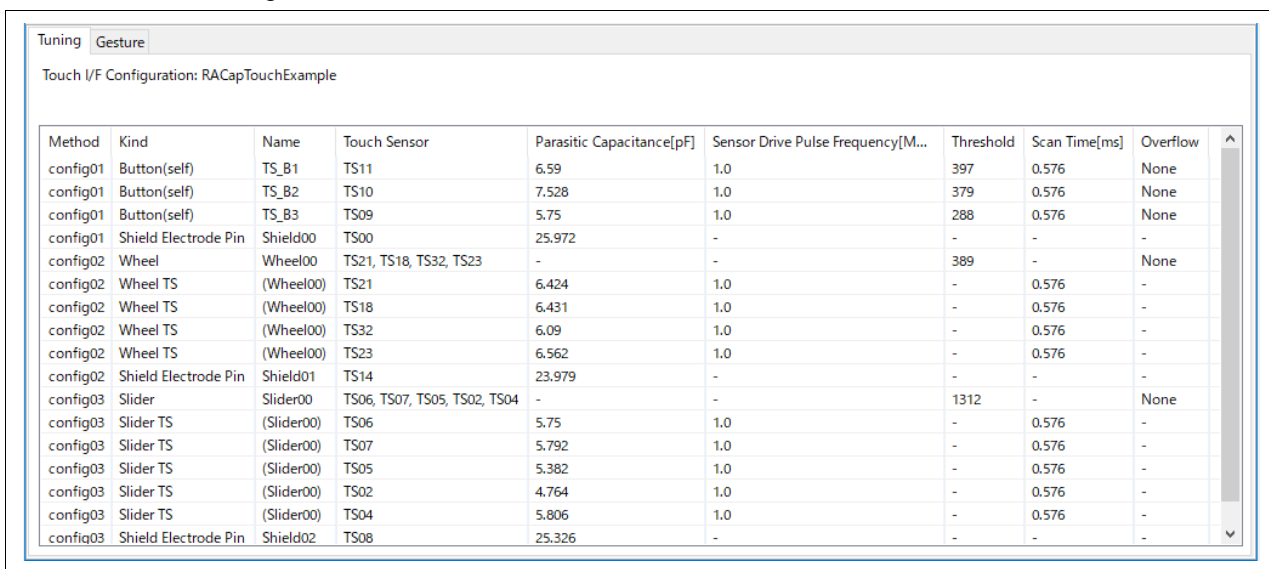 Tuning Gesture
Touch I/F Configuration: RACapTouchExample
Method Kind Name Touch Sensor Parasitic Capacitance[pF] Sensor Drive Pulse Frequency[M... Threshold Scan Time[ms] Overflow
config01 Button(self) TS_B1 TS11 6.59 1.0 397 0.576 None
config01 Button(self) TS_B2 TS10 7.528 1.0 379 0.576 None
config01 Button(self) TS_B3 TS09 5.75 1.0 288 0.576 None
config01 Shield Electrode Pin Shield00 TS00 25.972 - - - -
config02 Wheel Wheel00 TS21, TS18, TS32, TS23 - - 389 - None
config02 Wheel TS (Wheel00) TS21 6.424 1.0 - 0.576 -
config02 Wheel TS (Wheel00) TS18 6.431 1.0 - 0.576 -
config02 Wheel TS (Wheel00) TS32 6.09 1.0 - 0.576 -
config02 Wheel TS (Wheel00) TS23 6.562 1.0 - 0.576 -
config02 Shield Electrode Pin Shield01 TS14 23.979 - - - -
config03 Slider Slider00 TS06, TS07, TS05, TS02, TS04 - - 1312 - None
config03 Slider TS (Slider00) TS06 5.75 1.0 - 0.576 -
config03 Slider TS (Slider00) TS07 5.792 1.0 - 0.576 -
config03 Slider TS (Slider00) TS05 5.382 1.0 - 0.576 -
config03 Slider TS (Slider00) TS02 4.764 1.0 - 0.576 -
config03 Slider TS (Slider00) TS04 5.806 1.0 - 0.576 -
config03 Shield Electrode Pin Shield02 TS08 25.326 - - - -